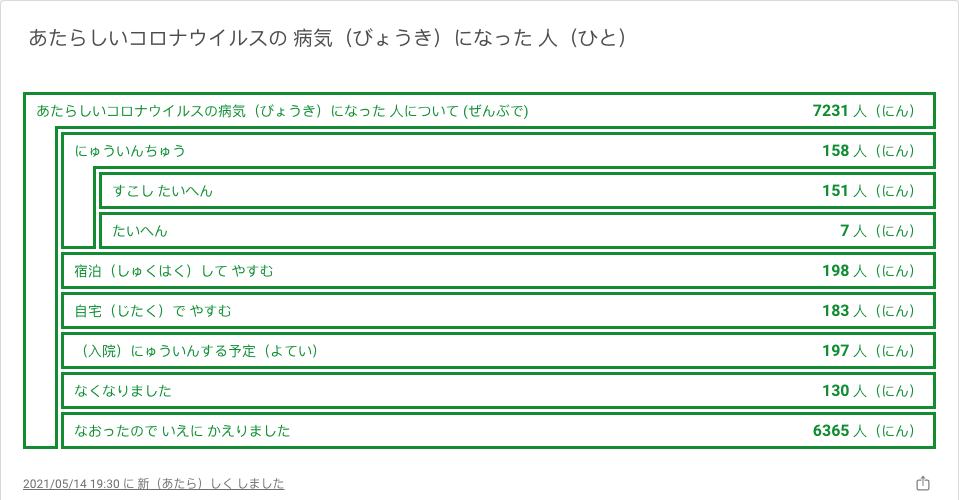 あたらしいコロナウイルスの 病気（びょうき）になった 人（ひと）
あたらしいコロナウイルスの病気（びょうき）になった 人について (ぜんぶで) 7231 人（にん）
にゅういんちゅう 158 人（にん）
すこし たいへん 151 人（にん）
たいへん 7 人（にん）
宿泊（しゅくはく）して やすむ 198 人（にん）
自宅（じたく）で やすむ 183 人（にん）
（入院）にゅういんする予定（よてい） 197 人（にん）
なくなりました 130 人（にん）
なおったので いえに かえりました 6365 人（にん）
2021/05/14 19:30 に 新（あたら）しく しました